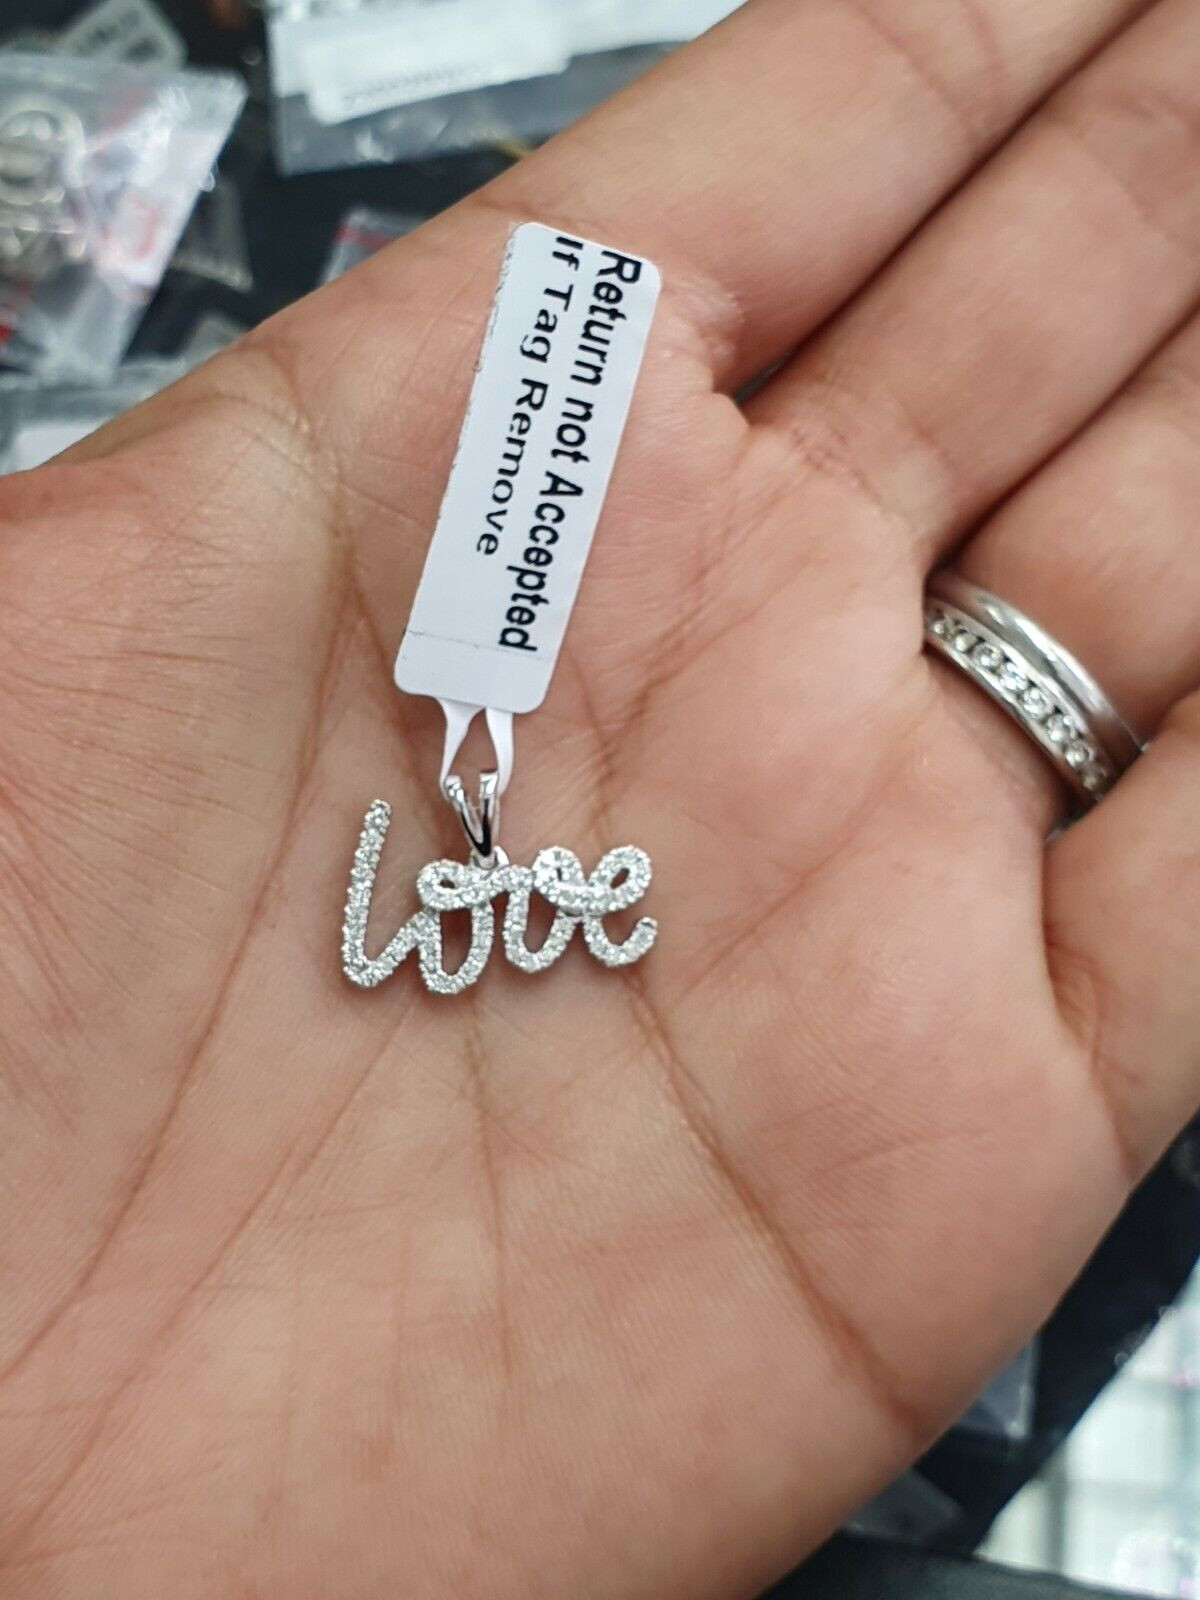 Return not Accepted
If Tag Remove
love